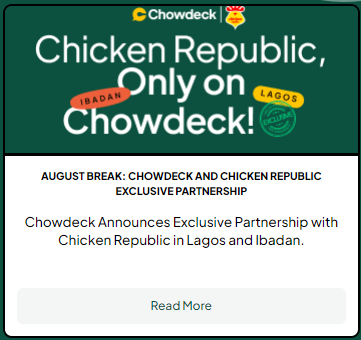 Chowdeck
Chicken Republic,
Only on
IBADAN
LAGOS
Chowdeck!
EXCLUSIVE
AUGUST BREAK: CHOWDECK AND CHICKEN REPUBLIC
EXCLUSIVE PARTNERSHIP
Chowdeck Announces Exclusive Partnership with
Chicken Republic in Lagos and Ibadan.
Read More